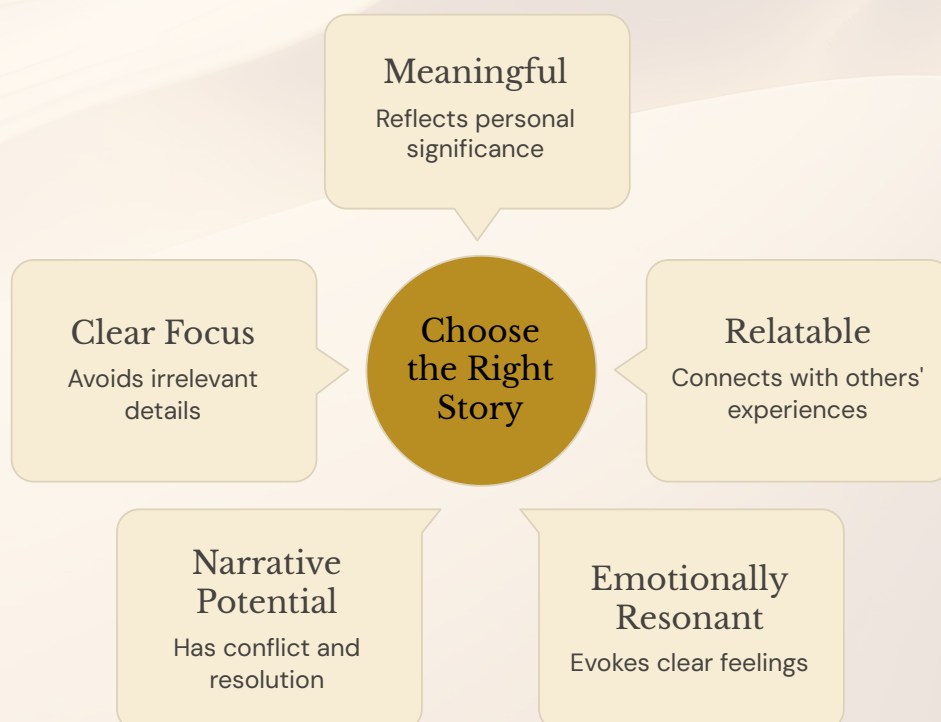 Meaningful
Reflects personal
significance
Clear Focus
Avoids irrelevant
details
Choose
the Right
Story
Relatable
Connects with others'
experiences
Narrative
Potential
Has conflict and
resolution
Emotionally
Resonant
Evokes clear feelings